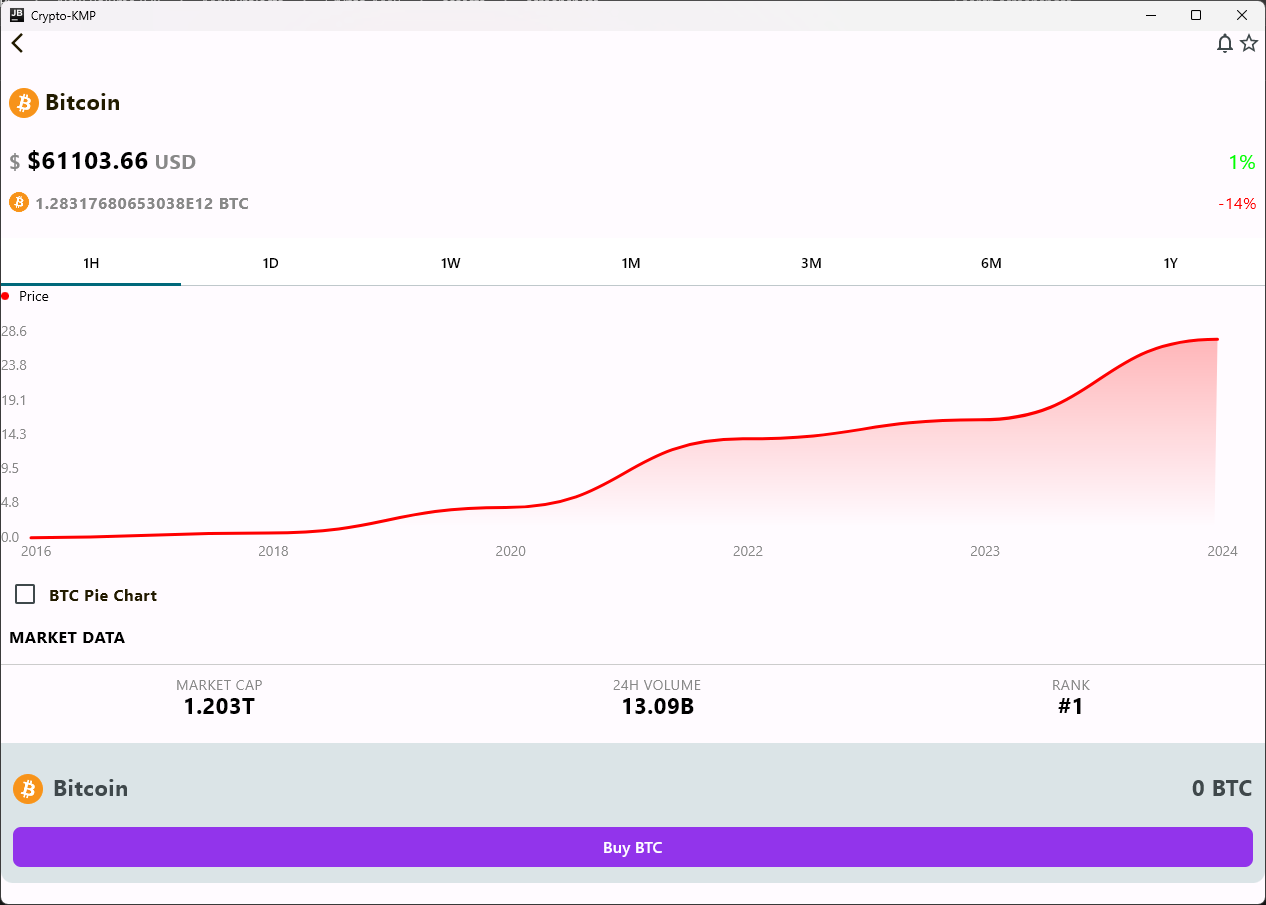 Crypto-KMP
Bitcoin
$ $61103.66 USD 1%
1.28317680653038E12 BTC -14%
1H 1D 1W 1M 3M 6M 1Y
Price
28.6
23.8
19.1
14.3
9.5
4.8
0.0
2016 2018 2020 2022 2023 2024
BTC Pie Chart
MARKET DATA
MARKET CAP 24H VOLUME RANK
1.203T 13.09B #1
Bitcoin 0 BTC
Buy BTC